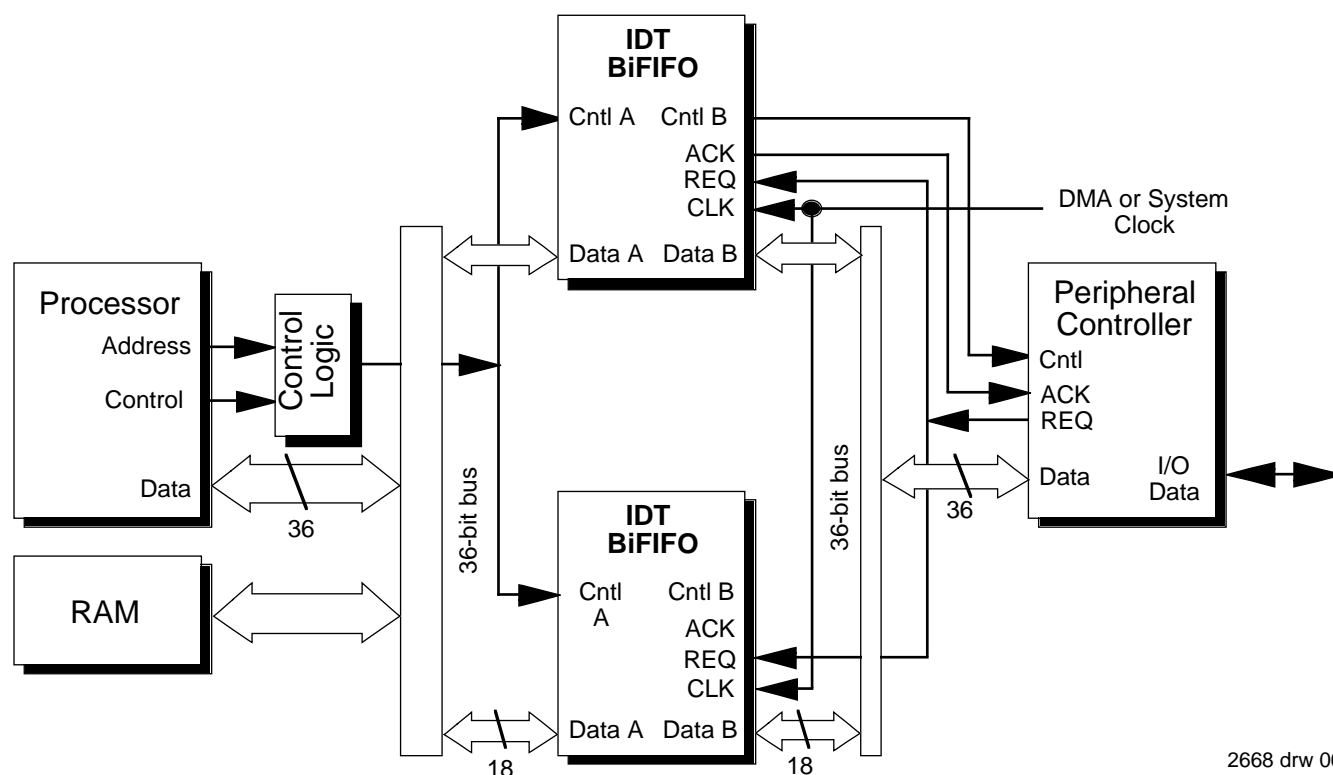 IDT
BiFIFO
Cntl A
Cntl B
ACK
REQ
CLK
Data A
Data B
DMA or System
Clock
Processor
Address
Control
Data
Control
Logic
36
RAM
36-bit bus
36-bit bus
Peripheral
Controller
Cntl
ACK
REQ
Data
I/O
Data
36
IDT
BiFIFO
Cntl
A
Cntl B
ACK
REQ
CLK
Data A
Data B
18
18
2668 drw